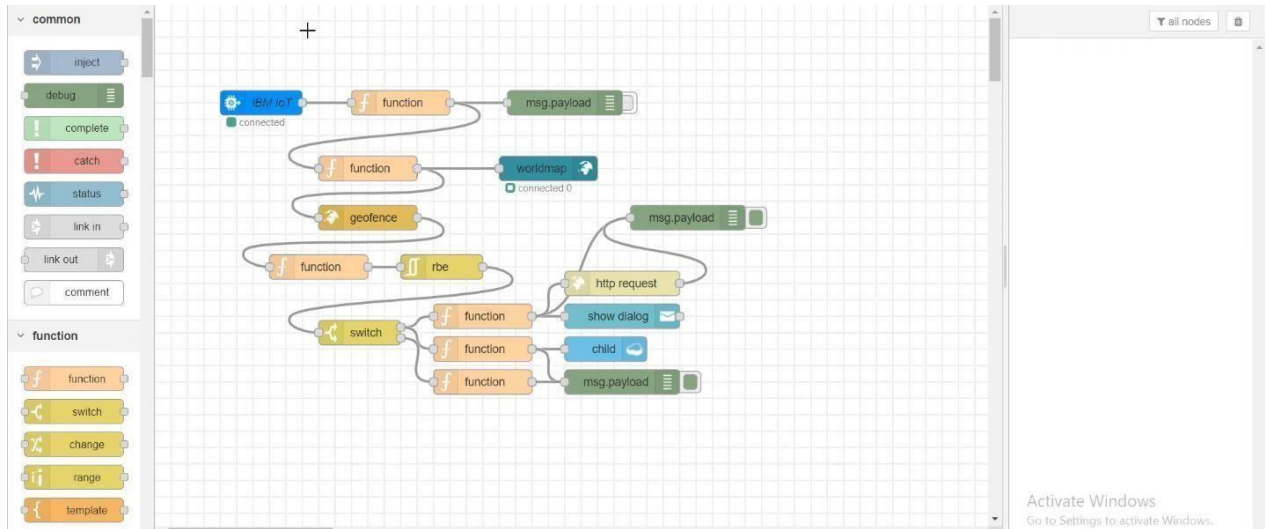 common
inject
debug
complete
catch
status
link in
link out
comment
function
function
switch
change
range
template
IBM IoT
connected
function
msg.payload
function
worldmap
connected 0
geofence
msg.payload
function
rbe
http request
function
show dialog
switch
function
child
function
msg.payload
all nodes
Activate Windows
Go to Settings to activate Windows.